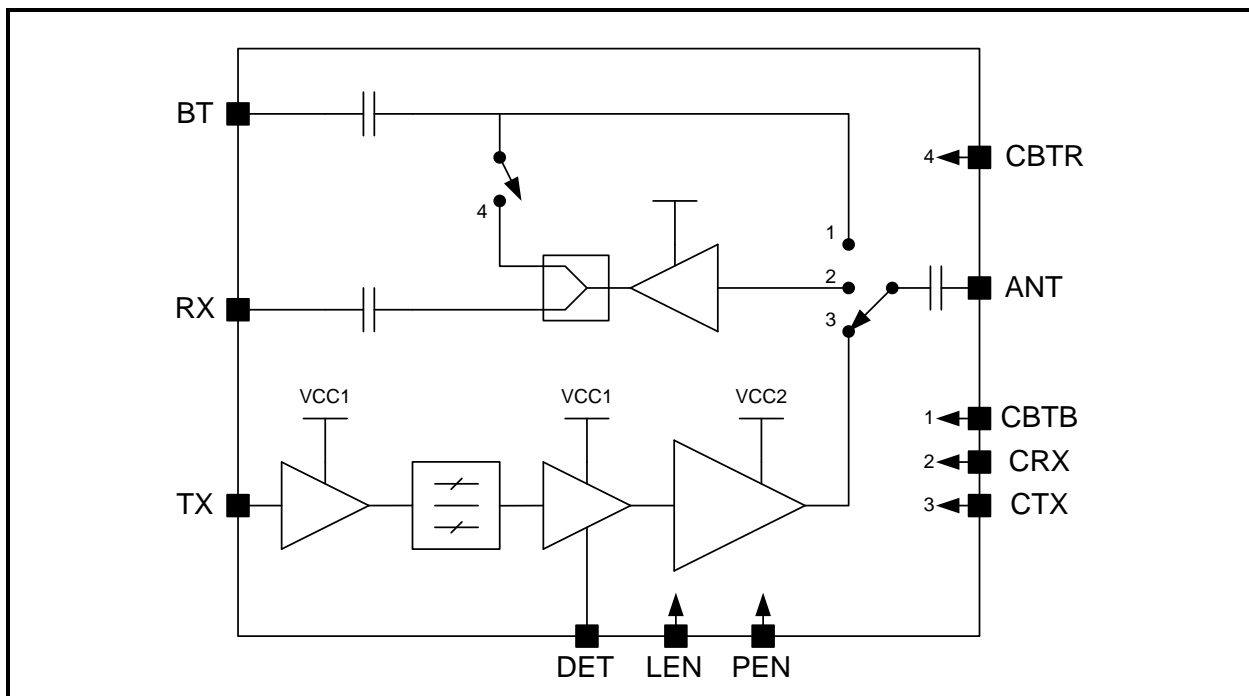 BT
4 CBTR
4
1
2
ANT
RX
3
VCC1
VCC1
VCC2
1 CBTB
2 CRX
TX
3 CTX
DET LEN PEN